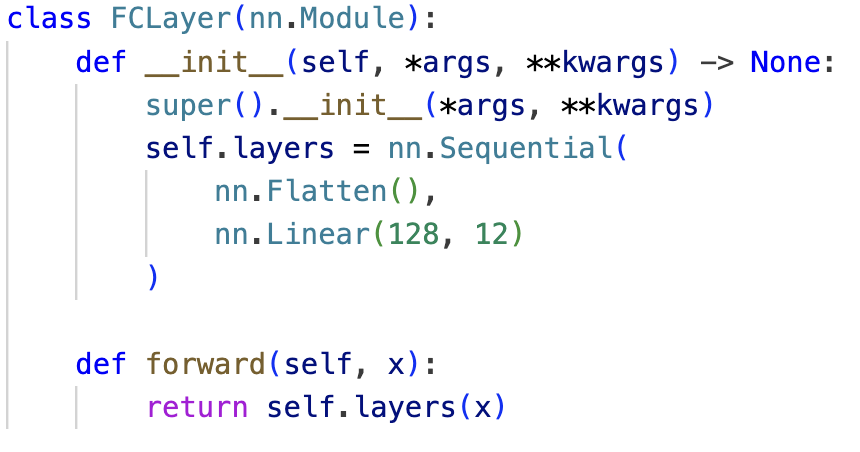 class FCLayer(nn.Module):
    def __init__(self, *args, **kwargs) -> None:
        super().__init__(*args, **kwargs)
        self.layers = nn.Sequential(
            nn.Flatten(),
            nn.Linear(128, 12)
        )

    def forward(self, x):
        return self.layers(x)